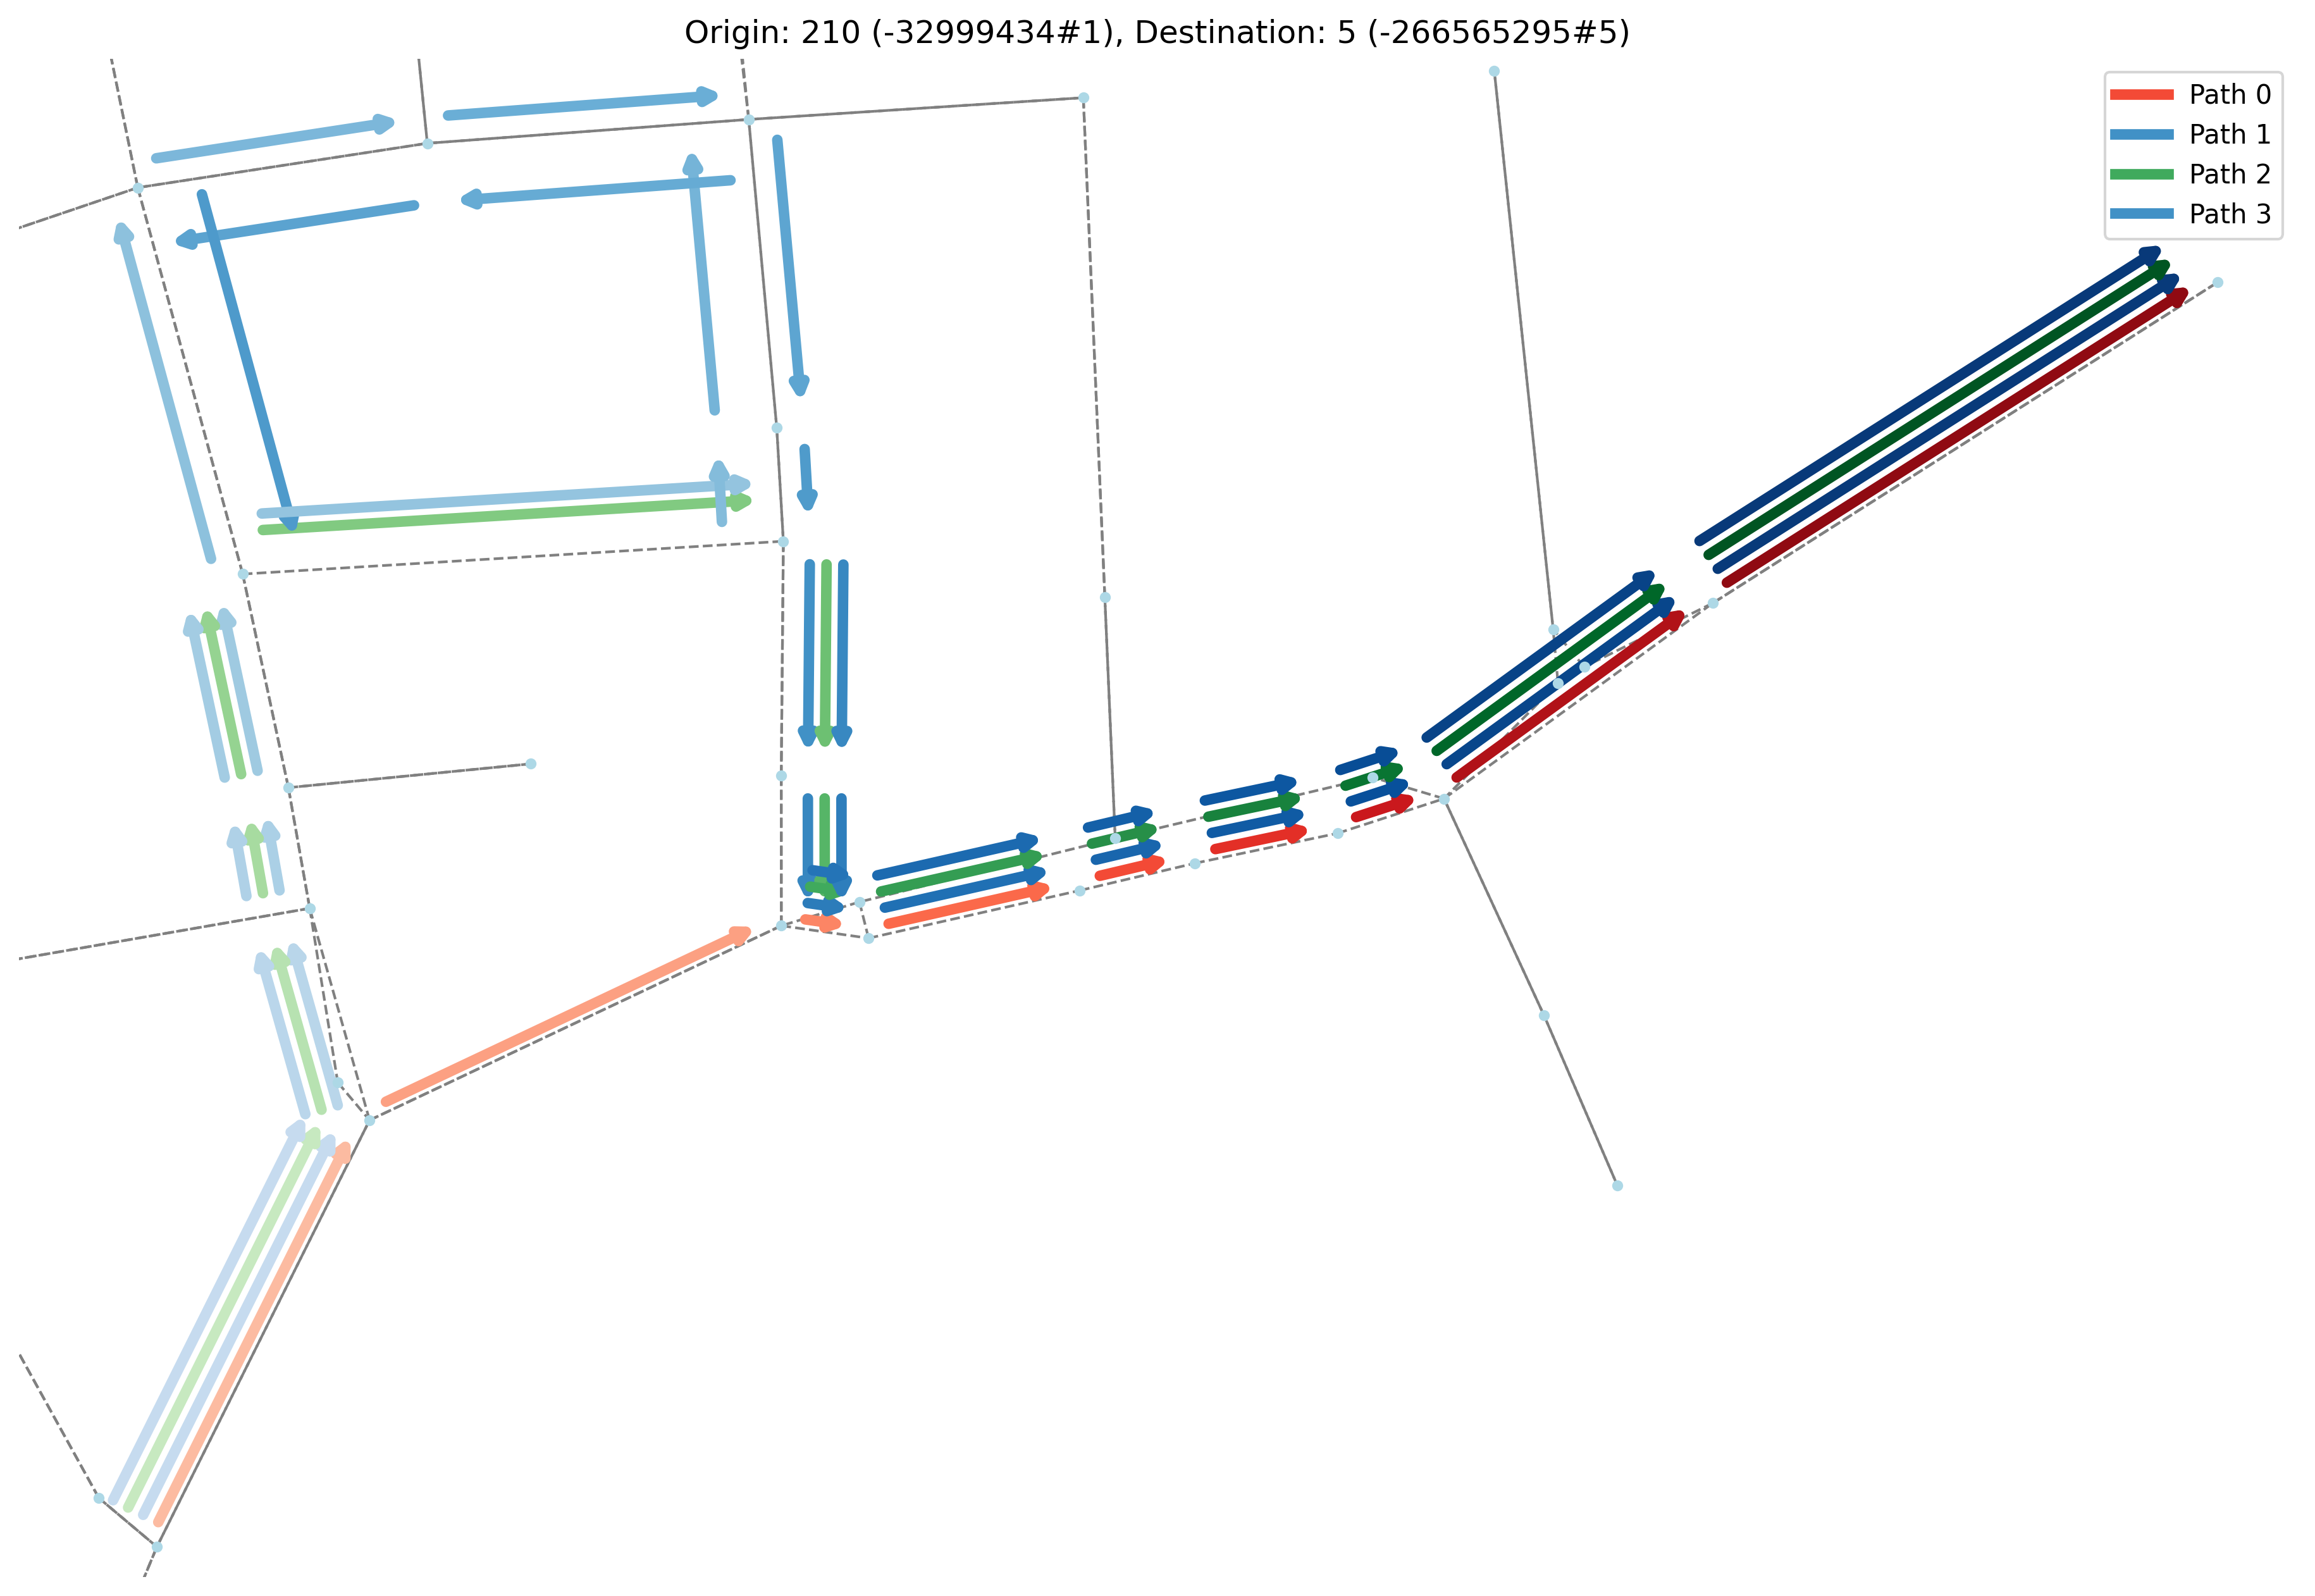 Origin: 210 (-32999434#1), Destination: 5 (-266565295#5)
Path 0
Path 1
Path 2
Path 3